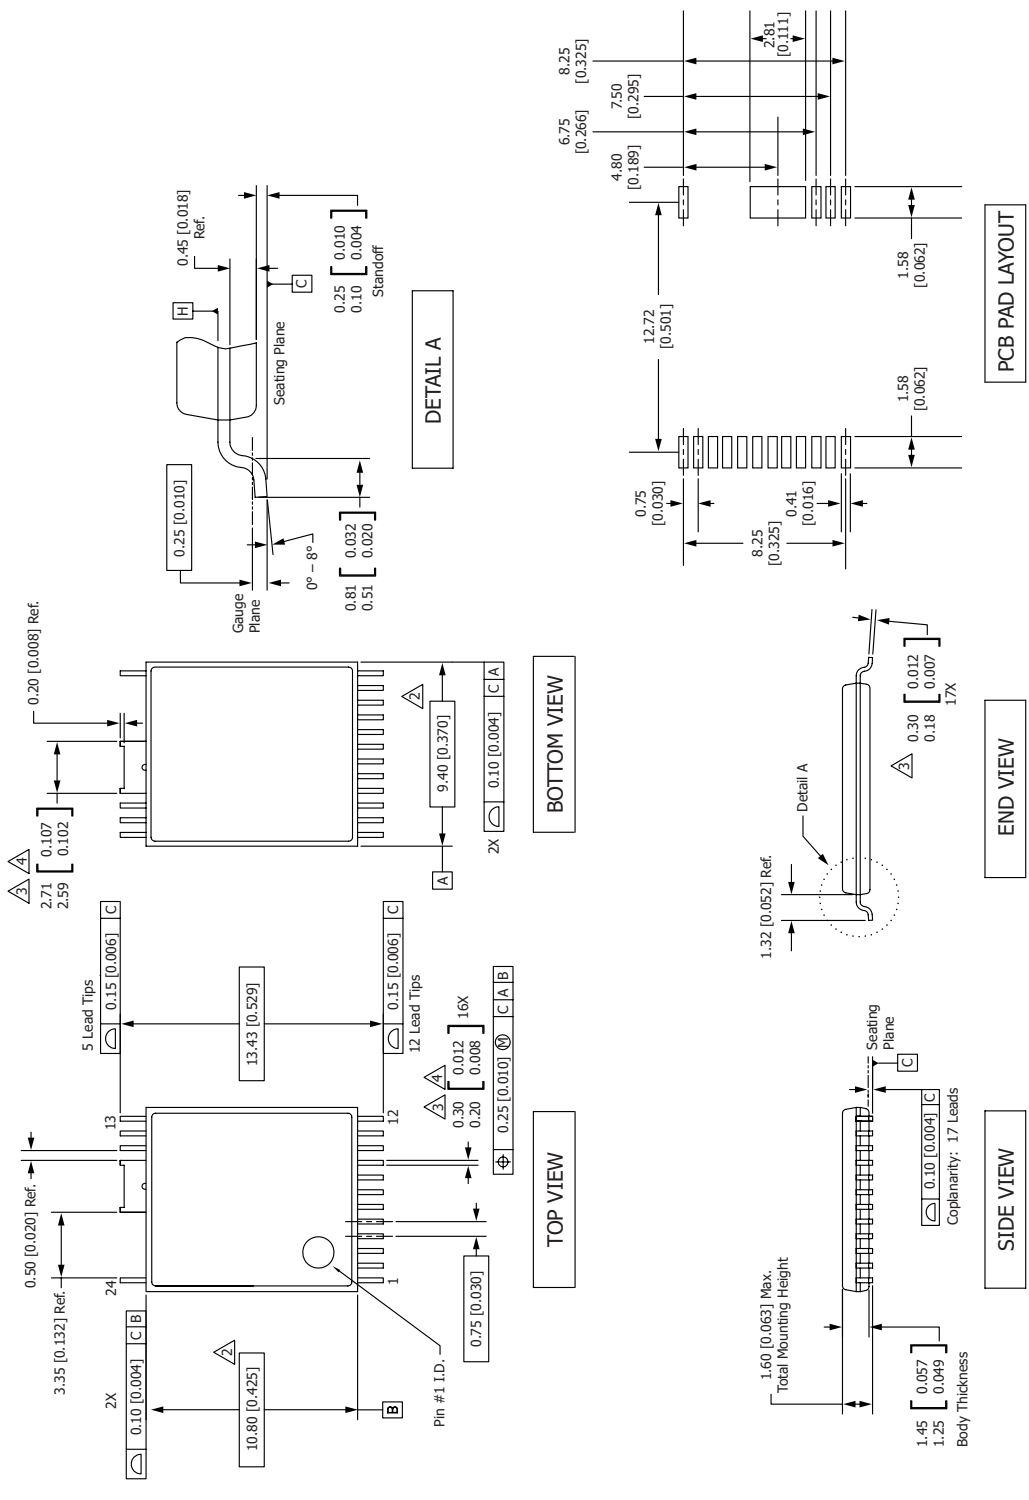 2X
0.10 [0.004] C B
3.35 [0.132] Ref.
0.50 [0.020] Ref.
24
13
1
12
10.80 [0.425]
2
B
Pin #1 I.D.
0.75 [0.030]
5 Lead Tips
0.15 [0.006] C
13.43 [0.529]
0.15 [0.006] C
12 Lead Tips
3 4
0.30 [0.012]
0.20 [0.008]
16X
0.25 [0.010] M C A B
TOP VIEW
3 4
2.71 [0.107]
2.59 [0.102]
0.20 [0.008] Ref.
A
9.40 [0.370]
2
2X
0.10 [0.004] C A
BOTTOM VIEW
Gauge
Plane
0.25 [0.010]
H
0.45 [0.018]
Ref.
0° – 8°
0.81 [0.032]
0.51 [0.020]
Seating Plane
C
0.25 [0.010]
0.10 [0.004]
Standoff
DETAIL A
1.60 [0.063] Max.
Total Mounting Height
1.45 [0.057]
1.25 [0.049]
Body Thickness
Seating
Plane
C
0.10 [0.004] C
Coplanarity: 17 Leads
SIDE VIEW
1.32 [0.052] Ref.
Detail A
3
0.30 [0.012]
0.18 [0.007]
17X
END VIEW
0.75
[0.030]
8.25
[0.325]
0.41
[0.016]
1.58
[0.062]
12.72
[0.501]
4.80
[0.189]
6.75
[0.266]
7.50
[0.295]
8.25
[0.325]
2.81
[0.111]
1.58
[0.062]
PCB PAD LAYOUT